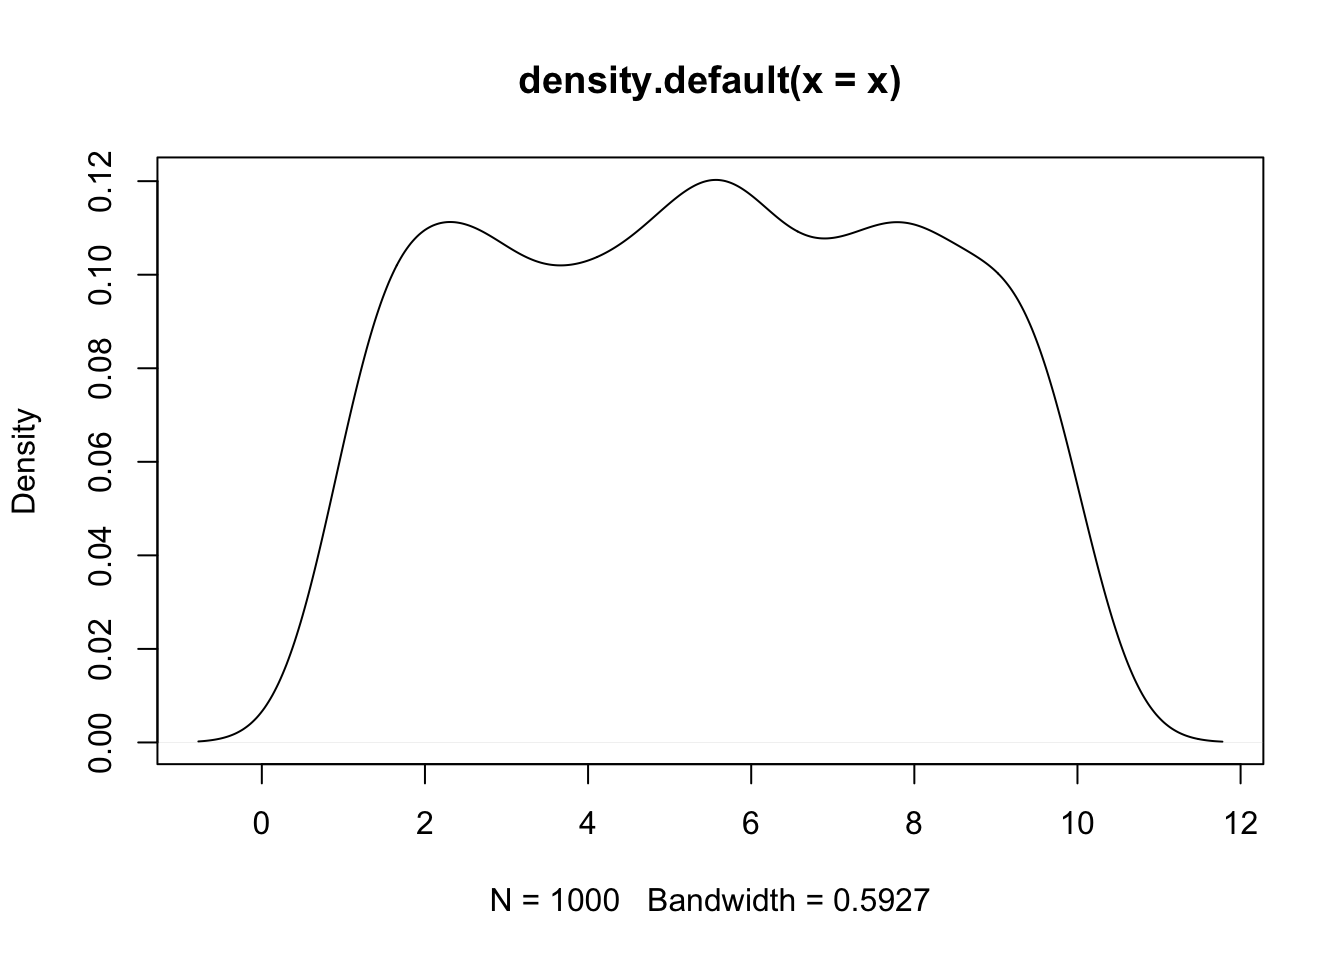 density.default(x = x)
Density
0.00 0.02 0.04 0.06 0.08 0.10 0.12
0 2 4 6 8 10 12
N = 1000   Bandwidth = 0.5927